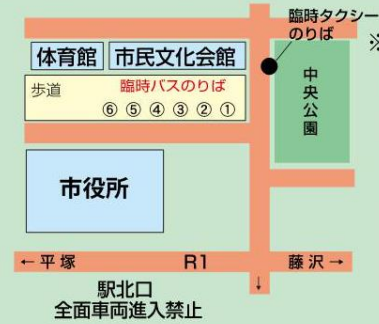 臨時タクシー
のりば
※
体育館
市民文化会館
中央公園
歩道
臨時バスのりば
⑥ ⑤ ④ ③ ② ①
市役所
← 平塚
R1
藤沢 →
↓
駅北口
全面車両進入禁止